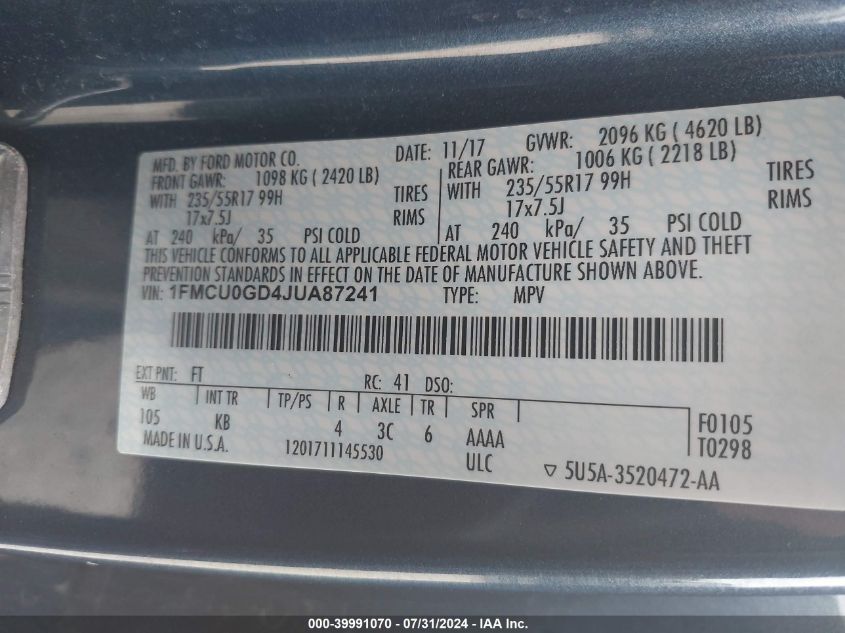 MFD. BY FORD MOTOR CO. DATE: 11/17 GVWR: 2096 KG ( 4620 LB)
FRONT GAWR: 1098 KG ( 2420 LB) REAR GAWR: 1006 KG ( 2218 LB)
WITH 235/55R17 99H TIRES WITH 235/55R17 99H TIRES
17x7.5J RIMS 17x7.5J RIMS
AT 240 kPa/ 35 PSI COLD AT 240 kPa/ 35 PSI COLD
THIS VEHICLE CONFORMS TO ALL APPLICABLE FEDERAL MOTOR VEHICLE SAFETY AND THEFT
PREVENTION STANDARDS IN EFFECT ON THE DATE OF MANUFACTURE SHOWN ABOVE.
VIN: 1FMCU0GD4JUA87241 TYPE: MPV
EXT PNT: FT RC: 41 DSO:
WB INT TR TP/PS R AXLE TR SPR
105 KB 4 3C 6 AAAA F0105
MADE IN U.S.A. 1201711145530 ULC T0298
▽ 5U5A-3520472-AA
000-39991070 - 07/31/2024 - IAA Inc.